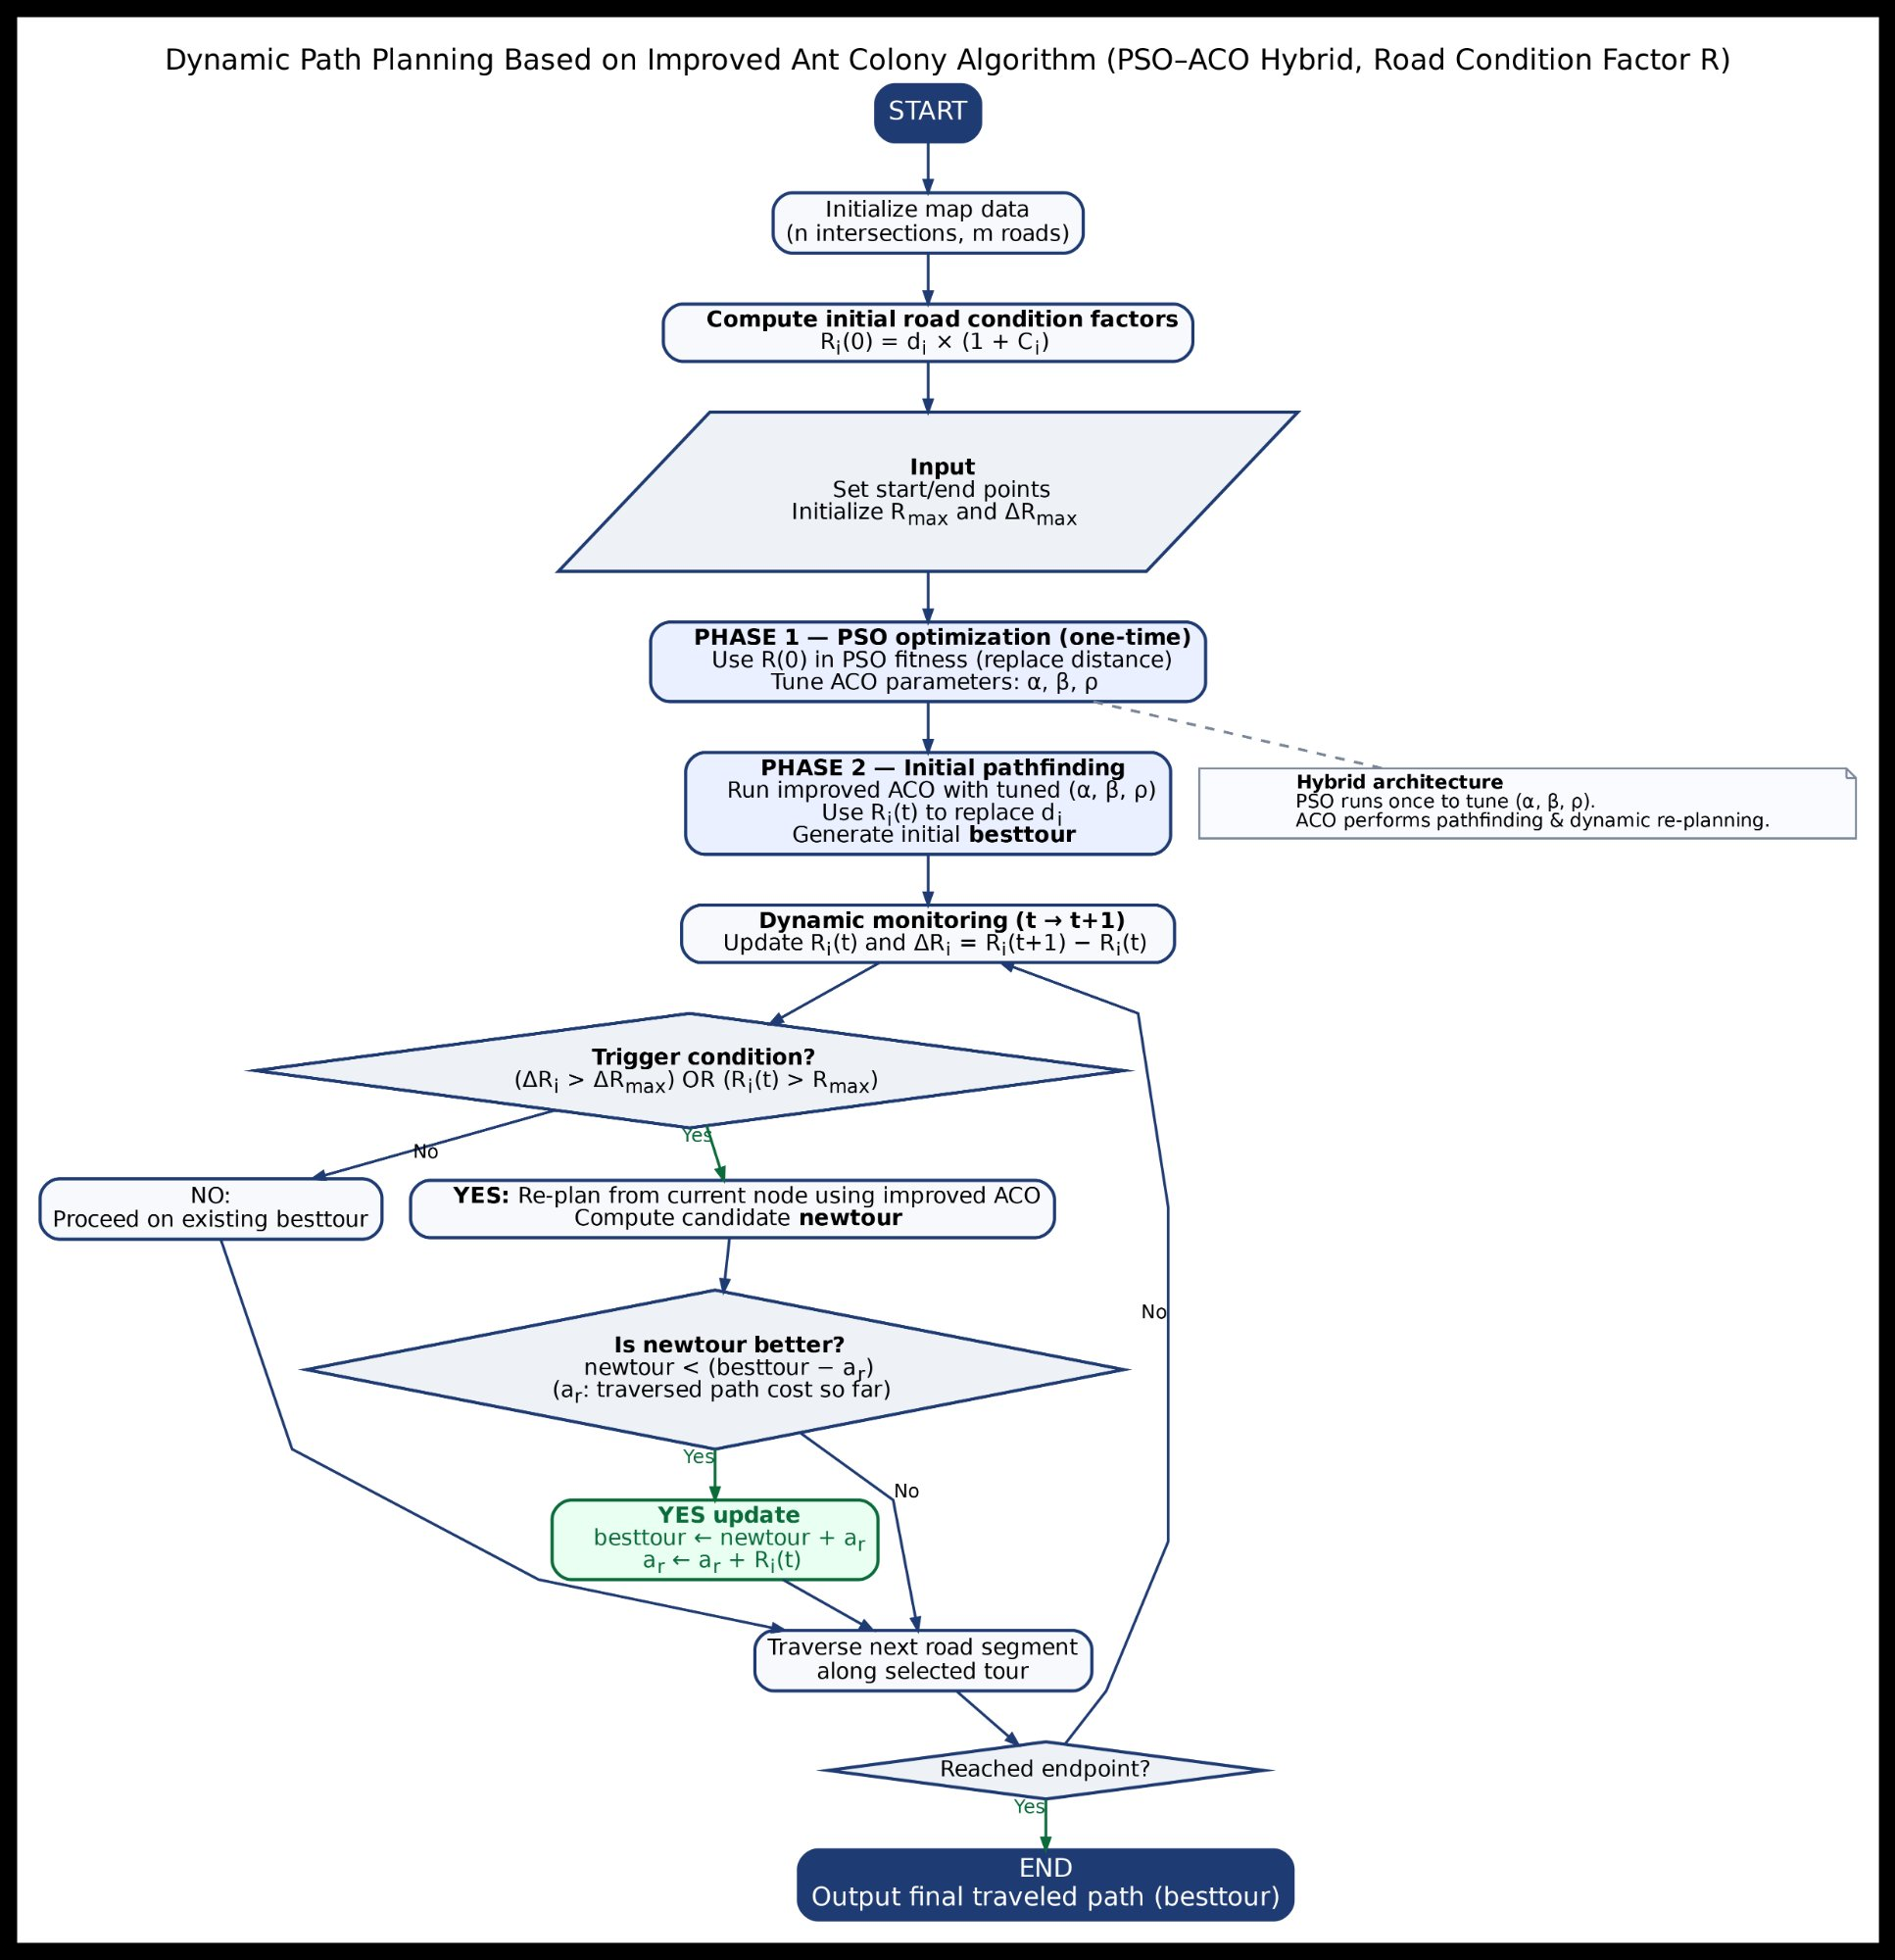 Dynamic Path Planning Based on Improved Ant Colony Algorithm (PSO–ACO Hybrid, Road Condition Factor R)
START
Initialize map data
(n intersections, m roads)
Compute initial road condition factors
Rᵢ(0) = dᵢ × (1 + Cᵢ)
Input
Set start/end points
Initialize Rmax and ΔRmax
PHASE 1 — PSO optimization (one-time)
Use R(0) in PSO fitness (replace distance)
Tune ACO parameters: α, β, ρ
PHASE 2 — Initial pathfinding
Run improved ACO with tuned (α, β, ρ)
Use Rᵢ(t) to replace dᵢ
Generate initial besttour
Hybrid architecture
PSO runs once to tune (α, β, ρ).
ACO performs pathfinding & dynamic re-planning.
Dynamic monitoring (t → t+1)
Update Rᵢ(t) and ΔRᵢ = Rᵢ(t+1) − Rᵢ(t)
Trigger condition?
(ΔRᵢ > ΔRmax) OR (Rᵢ(t) > Rmax)
Yes
No
NO:
Proceed on existing besttour
YES: Re-plan from current node using improved ACO
Compute candidate newtour
No
Is newtour better?
newtour < (besttour − aᵣ)
(aᵣ: traversed path cost so far)
Yes
No
YES update
besttour ← newtour + aᵣ
aᵣ ← aᵣ + Rᵢ(t)
Traverse next road segment
along selected tour
Reached endpoint?
Yes
END
Output final traveled path (besttour)